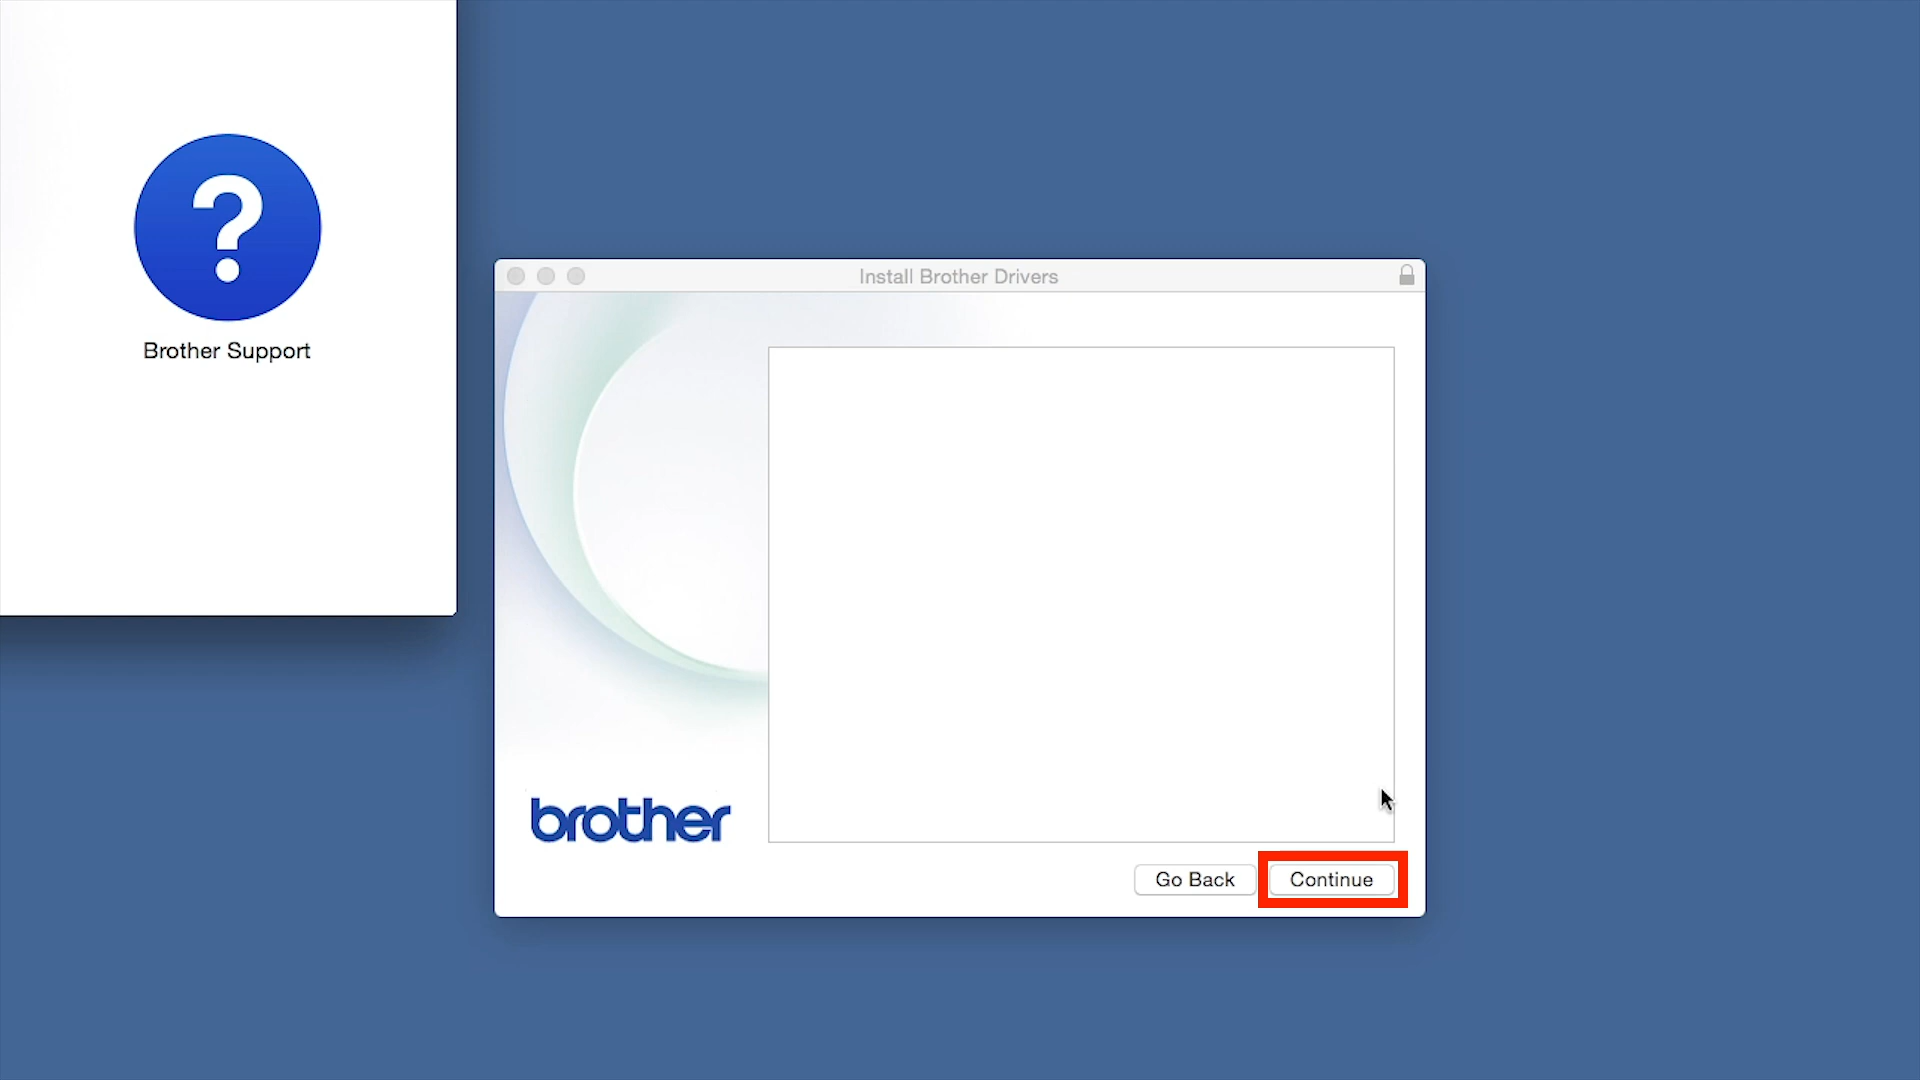 Brother Support
Install Brother Drivers
brother
Go Back
Continue